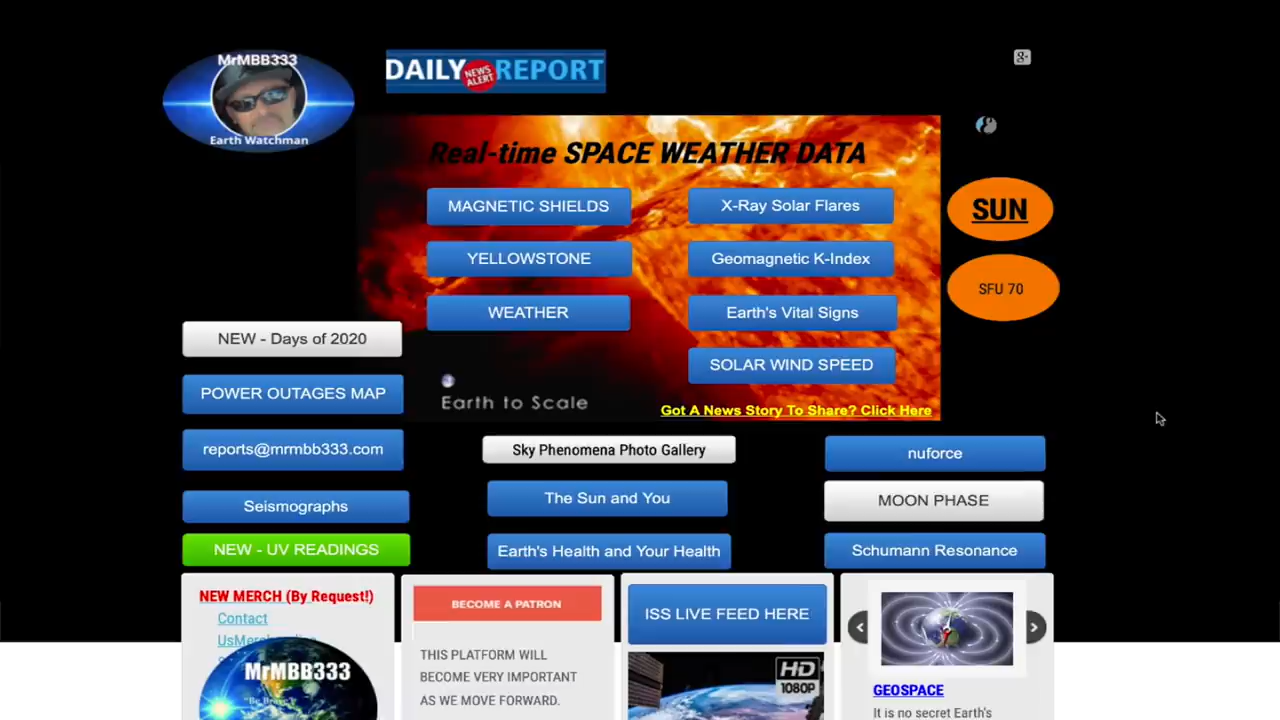 MrMBB333
Earth Watchman
DAILY NEWS ALERT REPORT
g+
Real-time SPACE WEATHER DATA
MAGNETIC SHIELDS
X-Ray Solar Flares
SUN
YELLOWSTONE
Geomagnetic K-Index
SFU 70
WEATHER
Earth's Vital Signs
NEW - Days of 2020
SOLAR WIND SPEED
POWER OUTAGES MAP
Earth to Scale
Got A News Story To Share? Click Here
reports@mrmbb333.com
Sky Phenomena Photo Gallery
nuforce
Seismographs
The Sun and You
MOON PHASE
NEW - UV READINGS
Earth's Health and Your Health
Schumann Resonance
NEW MERCH (By Request!)
Contact
MrMBB333
BECOME A PATRON
THIS PLATFORM WILL
BECOME VERY IMPORTANT
AS WE MOVE FORWARD.
ISS LIVE FEED HERE
HD
1080P
GEOSPACE
It is no secret Earth's